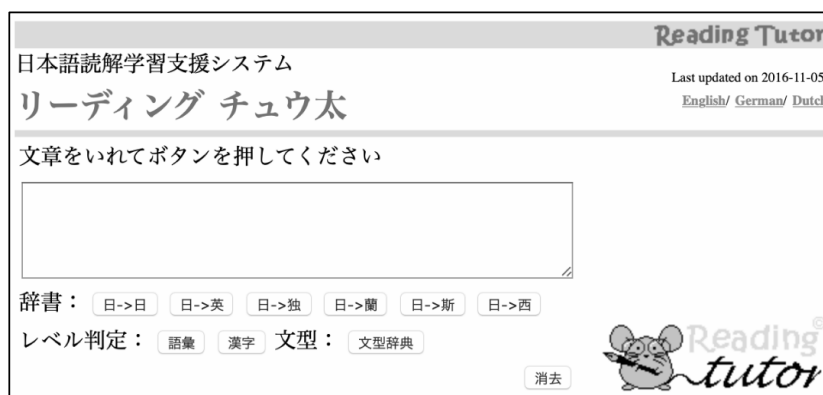 Reading Tutor
日本語読解学習支援システム
Last updated on 2016-11-05
リーディング チュウ太
English/ German/ Dutch
文章をいれてボタンを押してください
辞書： 日->日 日->英 日->独 日->蘭 日->斯 日->西
レベル判定： 語彙 漢字 文型： 文型辞典
消去
Reading
tutor